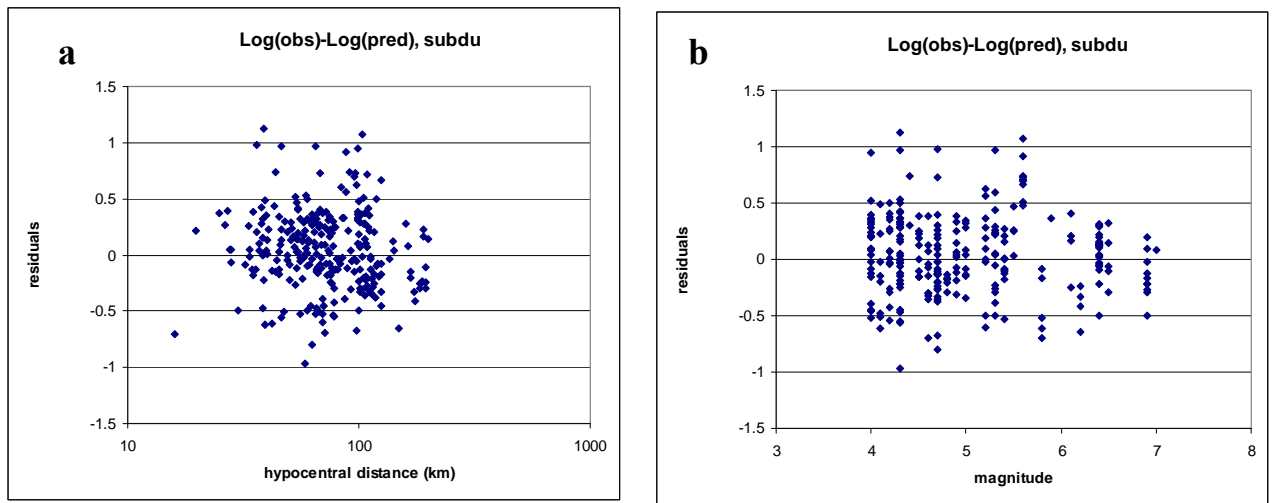 a
Log(obs)-Log(pred), subdu
residuals
1.5
1
0.5
0
-0.5
-1
-1.5
10
100
1000
hypocentral distance (km)
b
Log(obs)-Log(pred), subdu
residuals
1.5
1
0.5
0
-0.5
-1
-1.5
3
4
5
6
7
8
magnitude